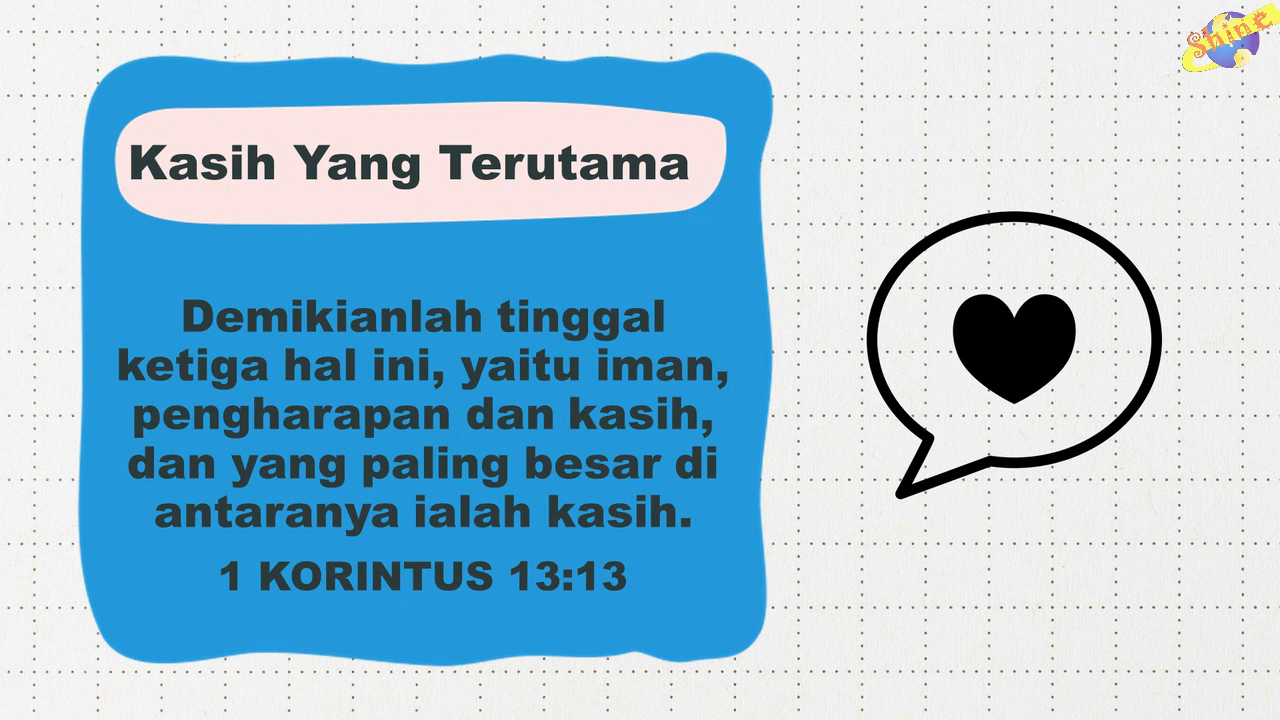 Shine
Kasih Yang Terutama
Demikianlah tinggal
ketiga hal ini, yaitu iman,
pengharapan dan kasih,
dan yang paling besar di
antaranya ialah kasih.
1 KORINTUS 13:13